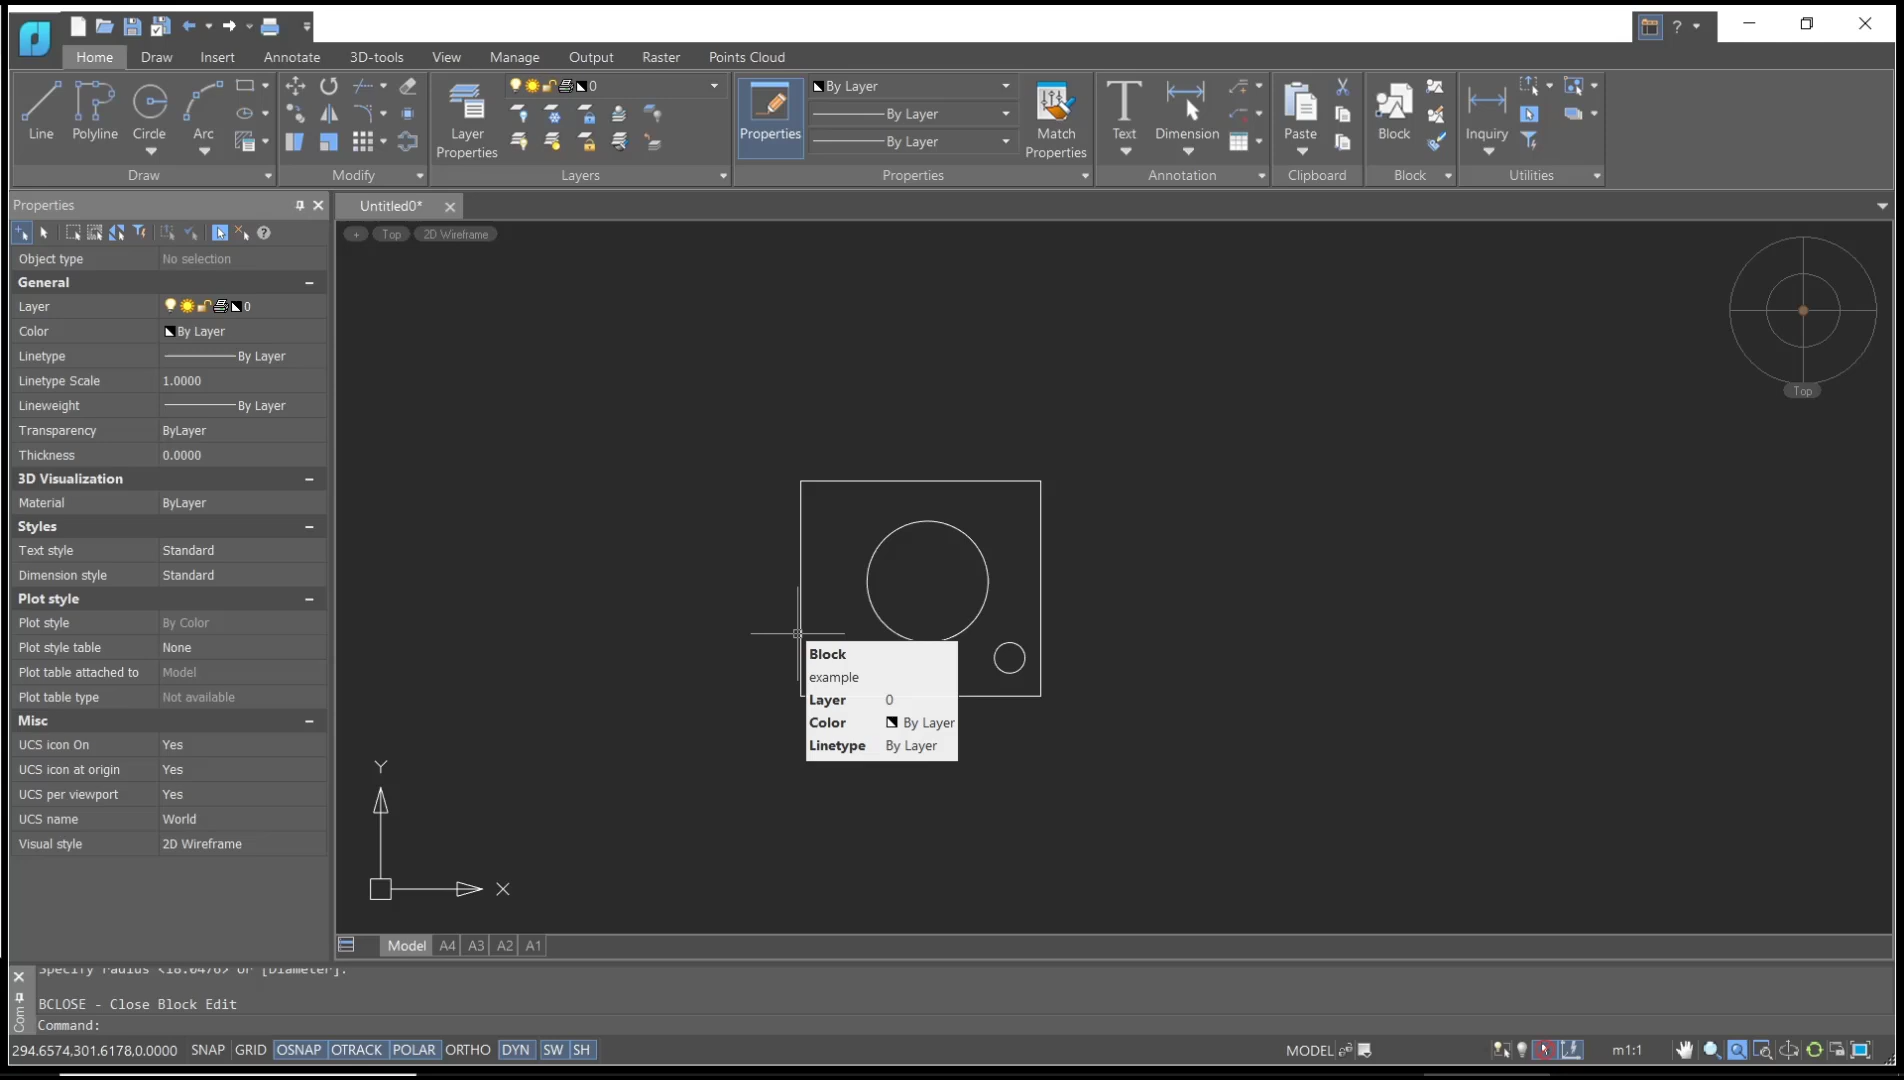 Home Draw Insert Annotate 3D-tools View Manage Output Raster Points Cloud
?
Line Polyline Circle Arc
Draw
Modify
Layer Properties
0
Layers
Properties
By Layer
By Layer
By Layer
Match Properties
Properties
Text Dimension
Annotation
Paste
Clipboard
Block
Block
Inquiry
Utilities
Properties
Object type No selection
General
Layer 0
Color By Layer
Linetype By Layer
Linetype Scale 1.0000
Lineweight By Layer
Transparency ByLayer
Thickness 0.0000
3D Visualization
Material ByLayer
Styles
Text style Standard
Dimension style Standard
Plot style
Plot style By Color
Plot style table None
Plot table attached to Model
Plot table type Not available
Misc
UCS icon On Yes
UCS icon at origin Yes
UCS per viewport Yes
UCS name World
Visual style 2D Wireframe
Untitled0*
+ Top 2D Wireframe
Top
Block
example
Layer 0
Color By Layer
Linetype By Layer
Y
X
Model A4 A3 A2 A1
Com
Specify radius <18.0476> or [Diameter]:
BCLOSE - Close Block Edit
Command:
294.6574,301.6178,0.0000 SNAP GRID OSNAP OTRACK POLAR ORTHO DYN SW SH MODEL m1:1